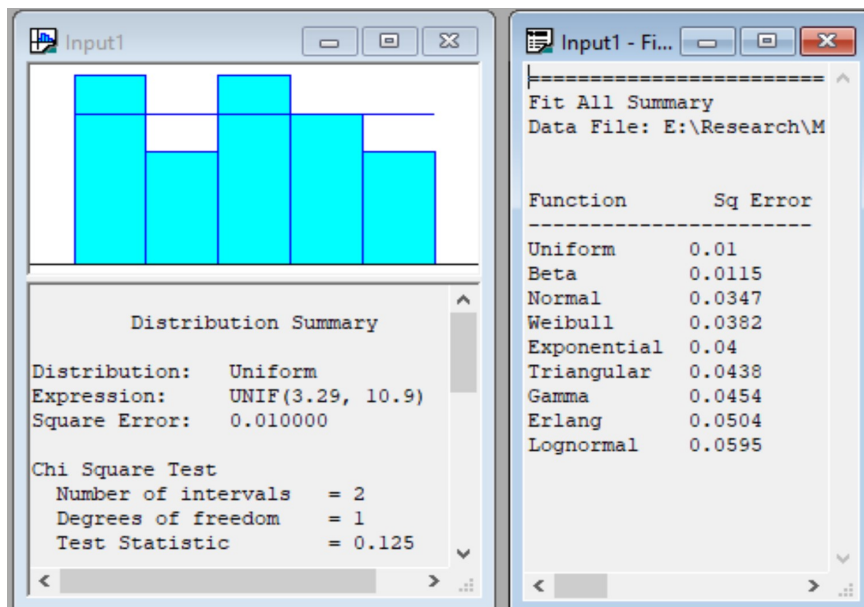 Input1
Distribution Summary
Distribution: Uniform
Expression: UNIF(3.29, 10.9)
Square Error: 0.010000
Chi Square Test
Number of intervals = 2
Degrees of freedom = 1
Test Statistic = 0.125
Input1 - Fi...
=========================
Fit All Summary
Data File: E:\Research\M
Function Sq Error
------------------------
Uniform 0.01
Beta 0.0115
Normal 0.0347
Weibull 0.0382
Exponential 0.04
Triangular 0.0438
Gamma 0.0454
Erlang 0.0504
Lognormal 0.0595